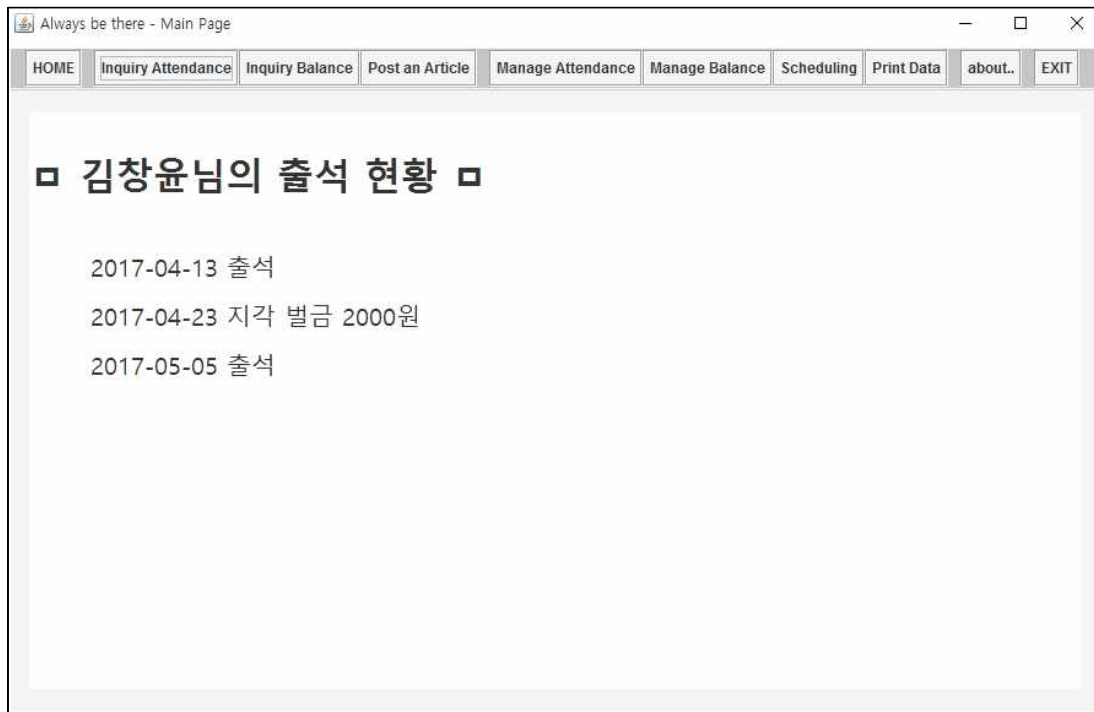 Always be there - Main Page
HOME Inquiry Attendance Inquiry Balance Post an Article Manage Attendance Manage Balance Scheduling Print Data about.. EXIT
ㅁ 김창윤님의 출석 현황 ㅁ
2017-04-13 출석
2017-04-23 지각 벌금 2000원
2017-05-05 출석